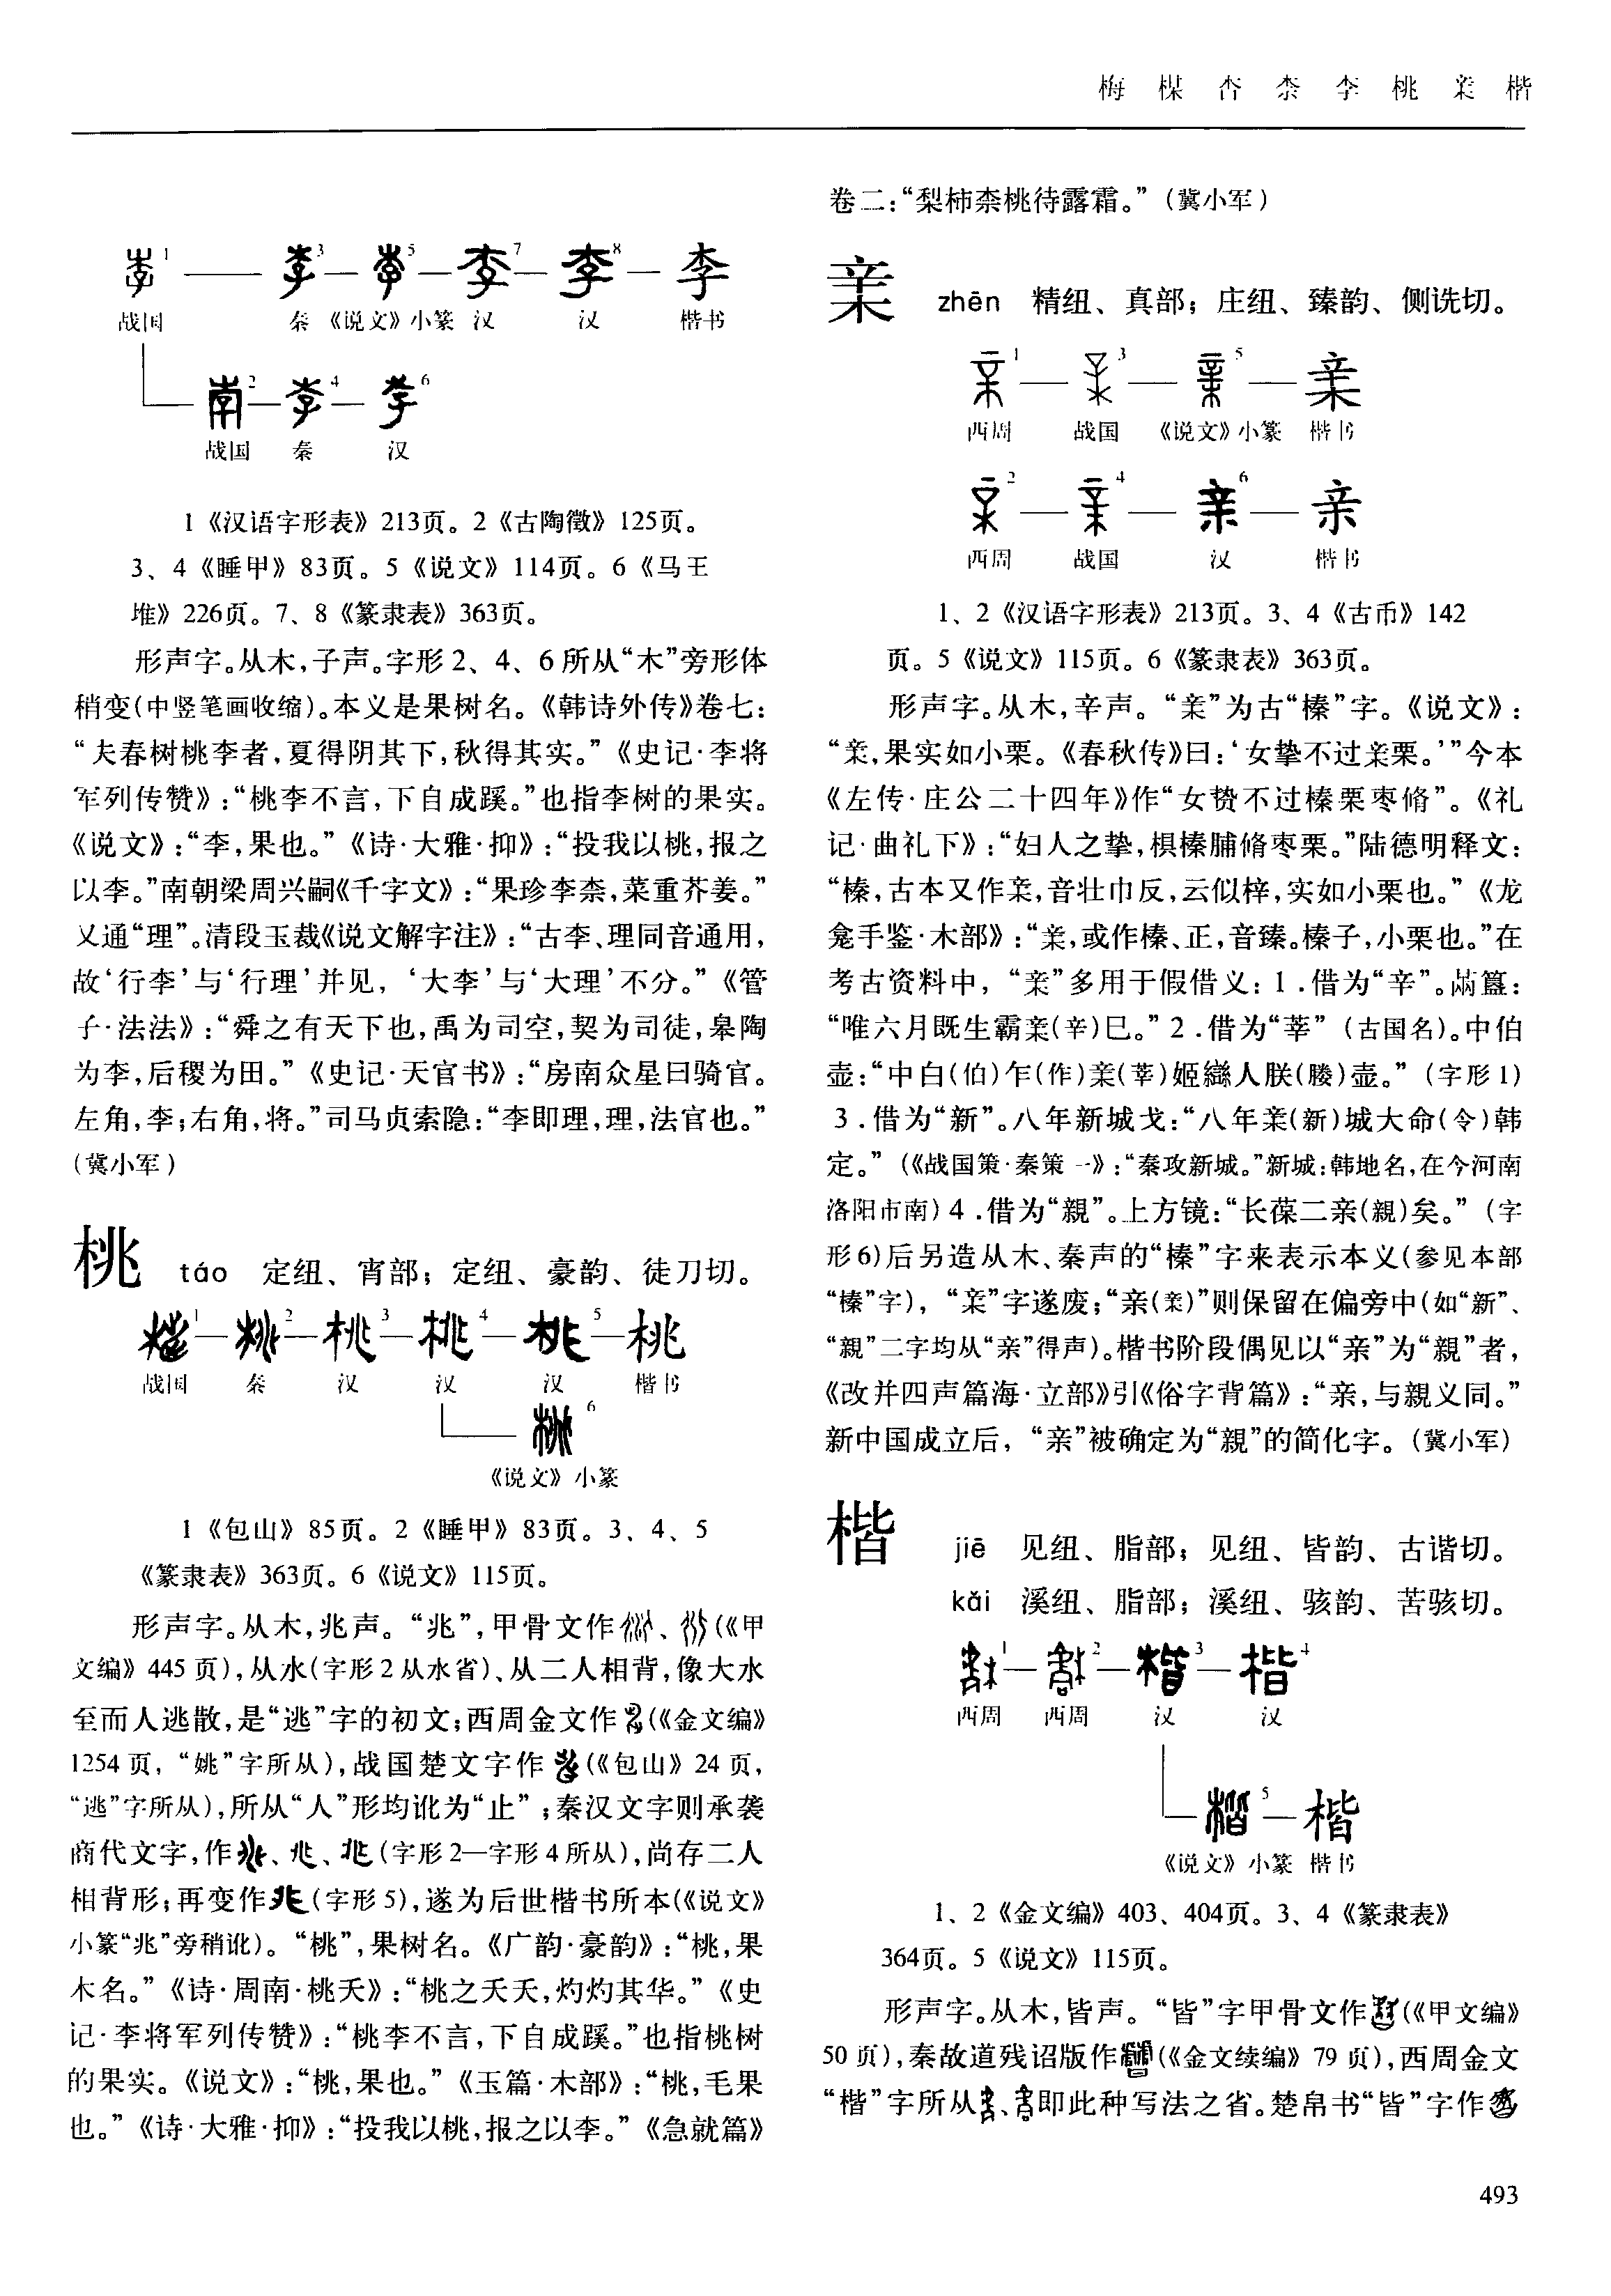 梅 楳 杏 柰 李 桃 亲 楷
1 3 5 7 李 8 李
战国 秦 《说文》小篆 汉 汉 楷书
2 4 6
战国 秦 汉
1《汉语字形表》213页。2《古陶徵》125页。
3、4《睡甲》83页。5《说文》114页。6《马王
堆》226页。7、8《篆隶表》363页。
形声字。从木,子声。字形2、4、6所从“木”旁形体
稍变(中竖笔画收缩)。本义是果树名。《韩诗外传》卷七:
“夫春树桃李者,夏得阴其下,秋得其实。”《史记·李将
军列传赞》:“桃李不言,下自成蹊。”也指李树的果实。
《说文》:“李,果也。”《诗·大雅·抑》:“投我以桃,报之
以李。”南朝梁周兴嗣《千字文》:“果珍李柰,菜重芥姜。”
又通“理”。清段玉裁《说文解字注》:“古李、理同音通用,
故‘行李’与‘行理’并见,‘大李’与‘大理’不分。”《管
子·法法》:“舜之有天下也,禹为司空,契为司徒,皋陶
为李,后稷为田。”《史记·天官书》:“房南众星曰骑官。
左角,李;右角,将。”司马贞索隐:“李即理,理,法官也。”
(冀小军)
桃 táo 定纽、宵部;定纽、豪韵、徒刀切。
1 2 桃 3 桃 4 桃 5 桃
战国 秦 汉 汉 汉 楷书
6
《说文》小篆
1《包山》85页。2《睡甲》83页。3、4、5
《篆隶表》363页。6《说文》115页。
形声字。从木,兆声。“兆”,甲骨文作、(《甲
文编》445页),从水(字形2从水省)、从二人相背,像大水
至而人逃散,是“逃”字的初文;西周金文作(《金文编》
1254页,“姚”字所从),战国楚文字作(《包山》24页,
“逃”字所从),所从“人”形均讹为“止”;秦汉文字则承袭
商代文字,作、、(字形2—字形4所从),尚存二人
相背形;再变作(字形5),遂为后世楷书所本(《说文》
小篆“兆”旁稍讹)。“桃”,果树名。《广韵·豪韵》:“桃,果
木名。”《诗·周南·桃夭》:“桃之夭夭,灼灼其华。”《史
记·李将军列传赞》:“桃李不言,下自成蹊。”也指桃树
的果实。《说文》:“桃,果也。”《玉篇·木部》:“桃,毛果
也。”《诗·大雅·抑》:“投我以桃,报之以李。”《急就篇》
卷二:“梨柿柰桃待露霜。”(冀小军)
亲 zhēn 精纽、真部;庄纽、臻韵、侧诜切。
1 3 5 亲
西周 战国 《说文》小篆 楷书
2 4 亲 6 亲
西周 战国 汉 楷书
1、2《汉语字形表》213页。3、4《古币》142
页。5《说文》115页。6《篆隶表》363页。
形声字。从木,辛声。“亲”为古“榛”字。《说文》:
“亲,果实如小栗。《春秋传》曰:‘女挚不过亲栗。’”今本
《左传·庄公二十四年》作“女贽不过榛栗枣脩”。《礼
记·曲礼下》:“妇人之挚,椇榛脯脩枣栗。”陆德明释文:
“榛,古本又作亲,音壮巾反,云似梓,实如小栗也。”《龙
龛手鉴·木部》:“亲,或作榛、正,音臻。榛子,小栗也。”在
考古资料中,“亲”多用于假借义:1.借为“辛”。簋:
“唯六月既生霸亲(辛)巳。”2.借为“莘”(古国名)。中伯
壶:“中白(伯)乍(作)亲(莘)姬人朕(媵)壶。”(字形1)
3.借为“新”。八年新城戈:“八年亲(新)城大命(令)韩
定。”(《战国策·秦策一》:“秦攻新城。”新城:韩地名,在今河南
洛阳市南)4.借为“親”。上方镜:“长葆二亲(親)矣。”(字
形6)后另造从木、秦声的“榛”字来表示本义(参见本部
“榛”字),“亲”字遂废;“亲(亲)”则保留在偏旁中(如“新”、
“親”二字均从“亲”得声)。楷书阶段偶见以“亲”为“親”者,
《改并四声篇海·立部》引《俗字背篇》:“亲,与親义同。”
新中国成立后,“亲”被确定为“親”的简化字。(冀小军)
楷 jiē 见纽、脂部;见纽、皆韵、古谐切。
kǎi 溪纽、脂部;溪纽、骇韵、苦骇切。
1 2 楷 3 楷 4
西周 西周 汉 汉
5 楷
《说文》小篆 楷书
1、2《金文编》403、404页。3、4《篆隶表》
364页。5《说文》115页。
形声字。从木,皆声。“皆”字甲骨文作(《甲文编》
50页),秦故道残诏版作(《金文续编》79页),西周金文
“楷”字所从、即此种写法之省。楚帛书“皆”字作
493